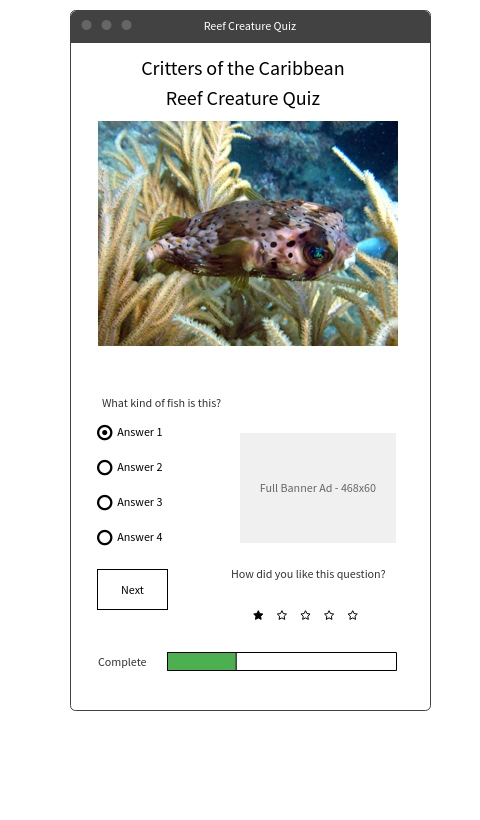 Reef Creature Quiz
Critters of the Caribbean
Reef Creature Quiz
What kind of fish is this?
Answer 1
Answer 2
Answer 3
Answer 4
Full Banner Ad - 468x60
Next
How did you like this question?
Complete